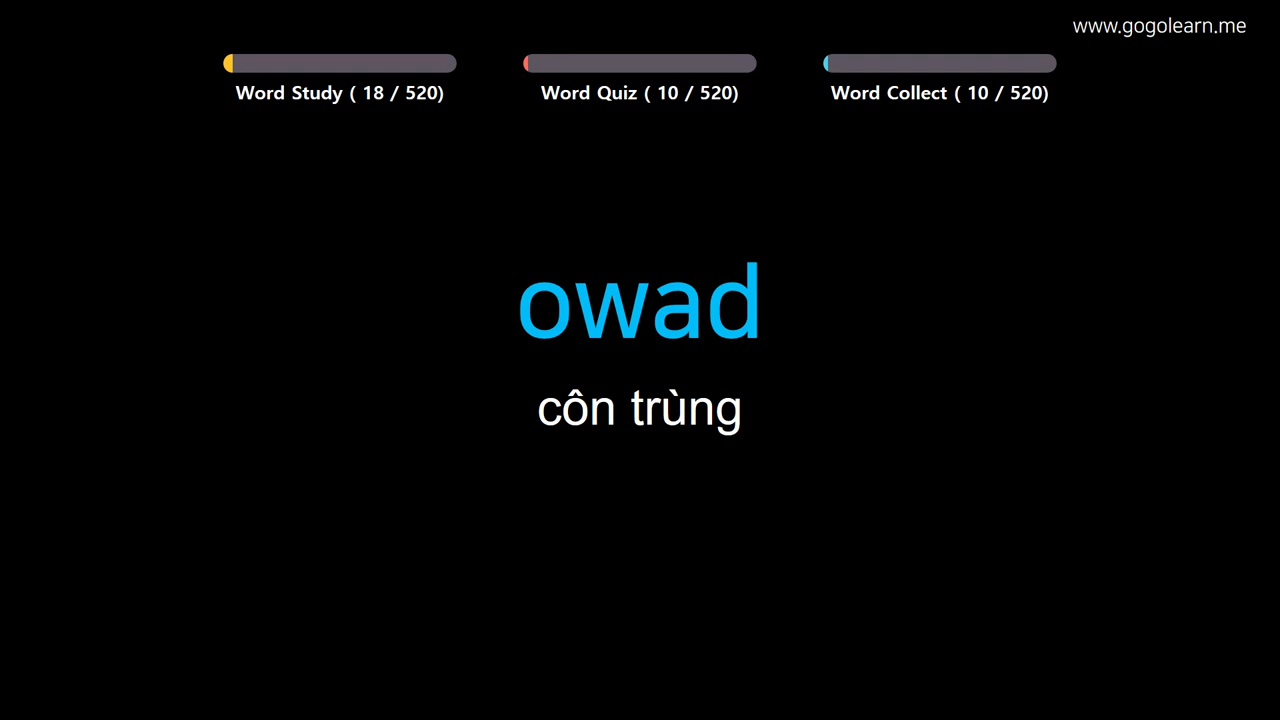 www.gogolearn.me
Word Study ( 18 / 520)
Word Quiz ( 10 / 520)
Word Collect ( 10 / 520)
owad
côn trùng